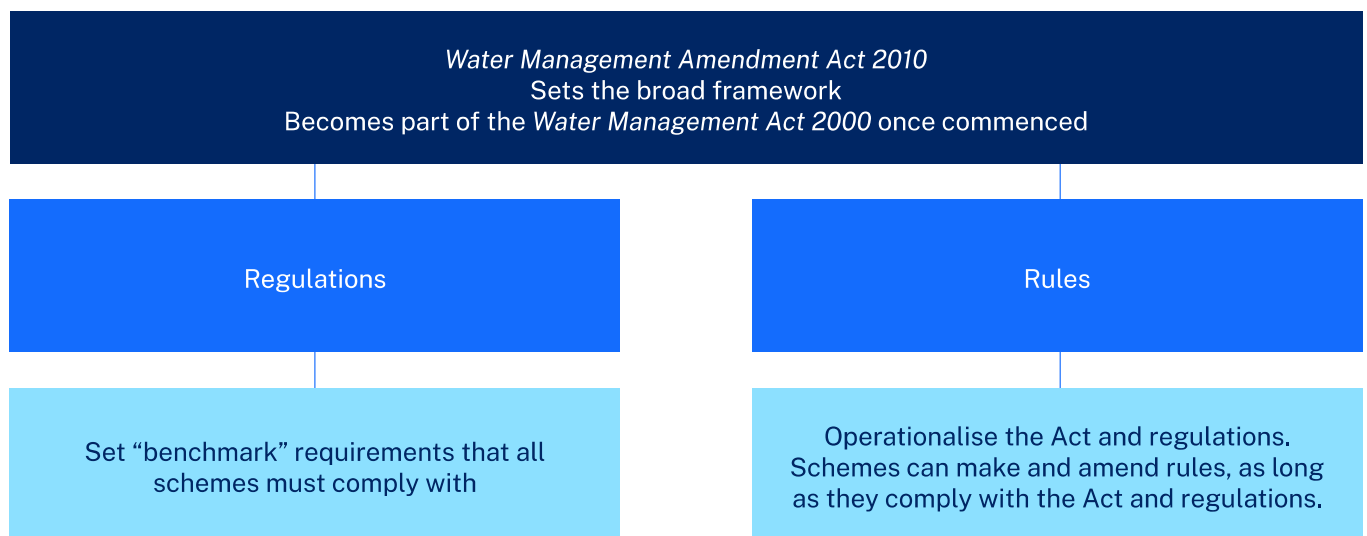 Water Management Amendment Act 2010
Sets the broad framework
Becomes part of the Water Management Act 2000 once commenced
Regulations
Rules
Set “benchmark” requirements that all
schemes must comply with
Operationalise the Act and regulations.
Schemes can make and amend rules, as long
as they comply with the Act and regulations.